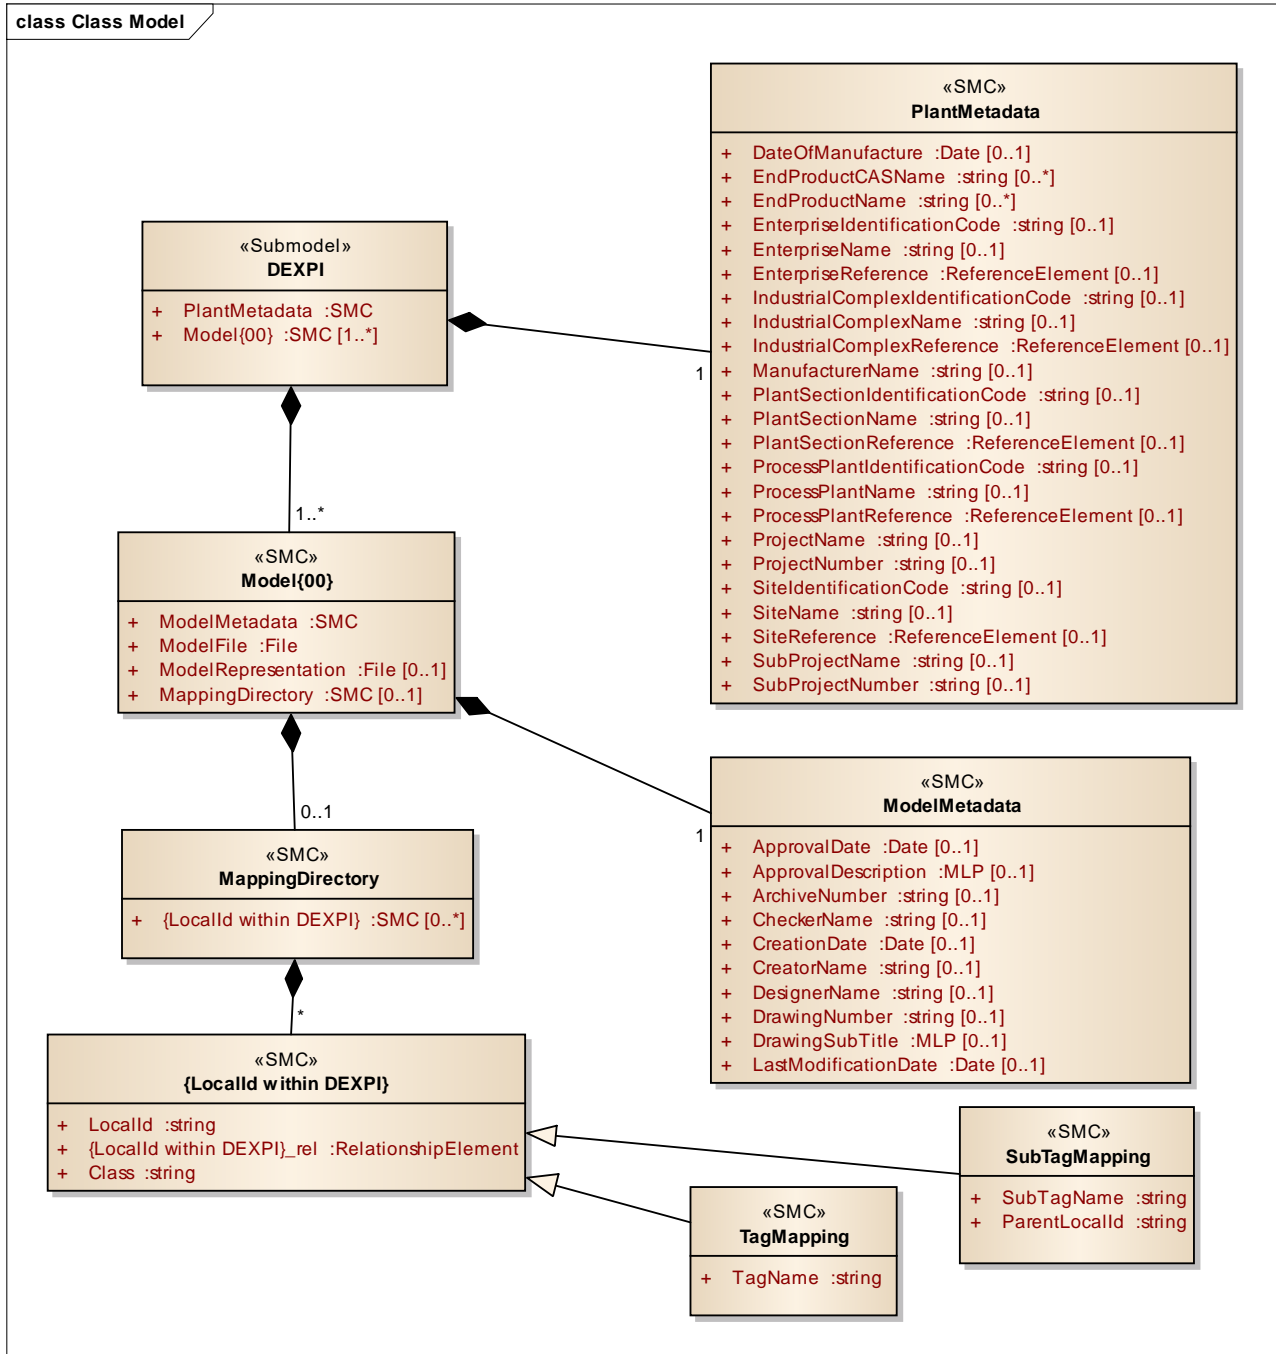 class Class Model
«SMC»
PlantMetadata
+ DateOfManufacture :Date [0..1]
+ EndProductCASName :string [0..*]
+ EndProductName :string [0..*]
+ EnterpriseIdentificationCode :string [0..1]
+ EnterpriseName :string [0..1]
+ EnterpriseReference :ReferenceElement [0..1]
+ IndustrialComplexIdentificationCode :string [0..1]
+ IndustrialComplexName :string [0..1]
+ IndustrialComplexReference :ReferenceElement [0..1]
+ ManufacturerName :string [0..1]
+ PlantSectionIdentificationCode :string [0..1]
+ PlantSectionName :string [0..1]
+ PlantSectionReference :ReferenceElement [0..1]
+ ProcessPlantIdentificationCode :string [0..1]
+ ProcessPlantName :string [0..1]
+ ProcessPlantReference :ReferenceElement [0..1]
+ ProjectName :string [0..1]
+ ProjectNumber :string [0..1]
+ SiteIdentificationCode :string [0..1]
+ SiteName :string [0..1]
+ SiteReference :ReferenceElement [0..1]
+ SubProjectName :string [0..1]
+ SubProjectNumber :string [0..1]
«Submodel»
DEXPI
+ PlantMetadata :SMC
+ Model{00} :SMC [1..*]
1
1..*
«SMC»
Model{00}
+ ModelMetadata :SMC
+ ModelFile :File
+ ModelRepresentation :File [0..1]
+ MappingDirectory :SMC [0..1]
0..1
1
«SMC»
ModelMetadata
+ ApprovalDate :Date [0..1]
+ ApprovalDescription :MLP [0..1]
+ ArchiveNumber :string [0..1]
+ CheckerName :string [0..1]
+ CreationDate :Date [0..1]
+ CreatorName :string [0..1]
+ DesignerName :string [0..1]
+ DrawingNumber :string [0..1]
+ DrawingSubTitle :MLP [0..1]
+ LastModificationDate :Date [0..1]
«SMC»
MappingDirectory
+ {LocalId within DEXPI} :SMC [0..*]
*
«SMC»
{LocalId within DEXPI}
+ LocalId :string
+ {LocalId within DEXPI}_rel :RelationshipElement
+ Class :string
«SMC»
SubTagMapping
+ SubTagName :string
+ ParentLocalId :string
«SMC»
TagMapping
+ TagName :string